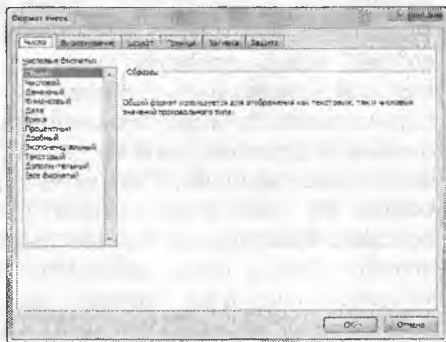 Формат ячеек
Число Выравнивание Шрифт Граница Заливка Защита
Числовые форматы:
Общий
Числовой
Денежный
Финансовый
Дата
Время
Процентный
Дробный
Экспоненциальный
Текстовый
Дополнительный
(все форматы)
Образец
Общий формат используется для отображения как текстовых, так и числовых
значений произвольного типа.
OK Отмена